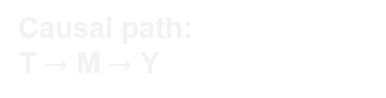 Causal path:
T → M → Y